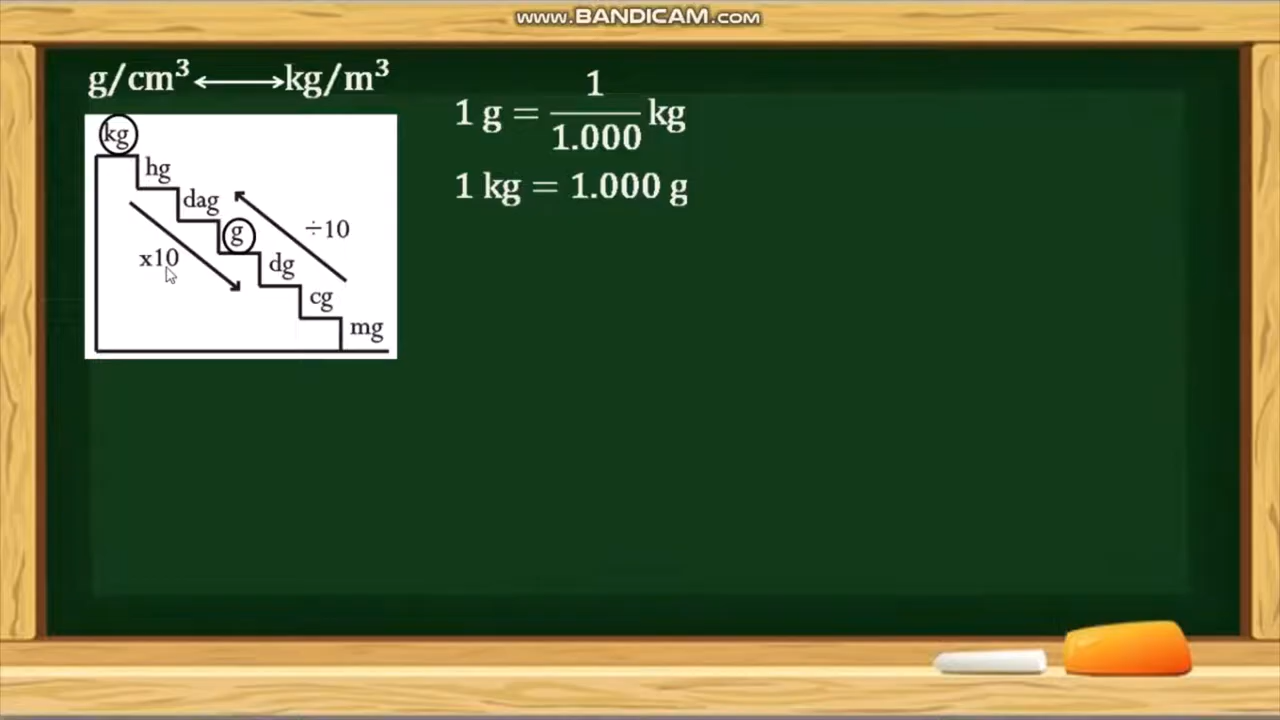 www.BANDICAM.com
g/cm³⟷kg/m³
kg
hg
dag
g
÷10
x10
dg
cg
mg
1 g = 1/1.000 kg
1 kg = 1.000 g